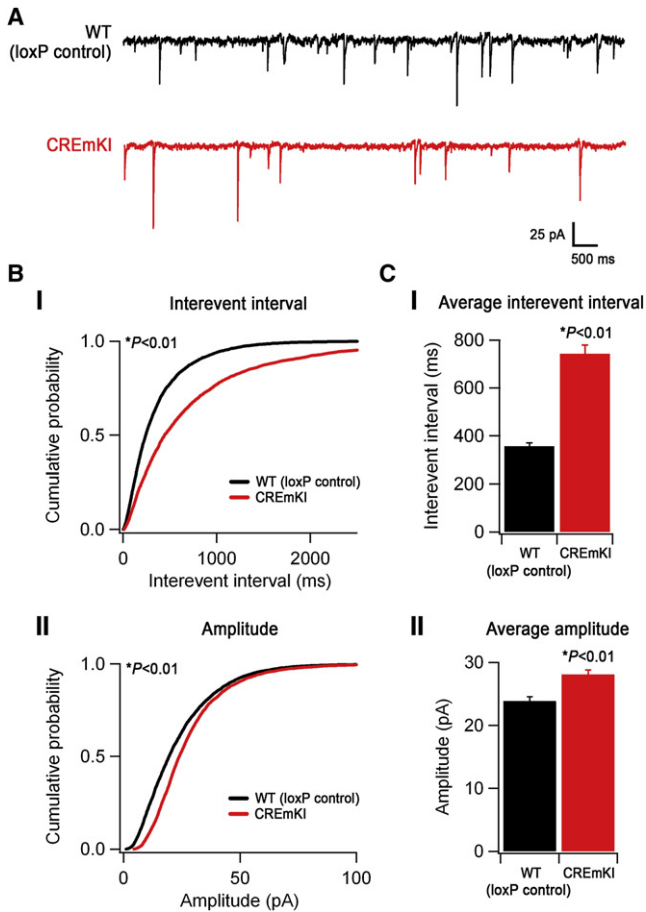 A
WT
(loxP control)
CREmKI
25 pA
500 ms
B
I
Interevent interval
Cumulative probability
1.0
0.5
0.0
*P<0.01
WT (loxP control)
CREmKI
0
1000
2000
Interevent interval (ms)
II
Amplitude
Cumulative probability
1.0
0.5
0.0
*P<0.01
WT (loxP control)
CREmKI
0
50
100
Amplitude (pA)
C
I
Average interevent interval
Interevent interval (ms)
800
600
400
200
0
*P<0.01
WT
(loxP control)
CREmKI
II
Average amplitude
Amplitude (pA)
30
20
10
0
*P<0.01
WT
(loxP control)
CREmKI